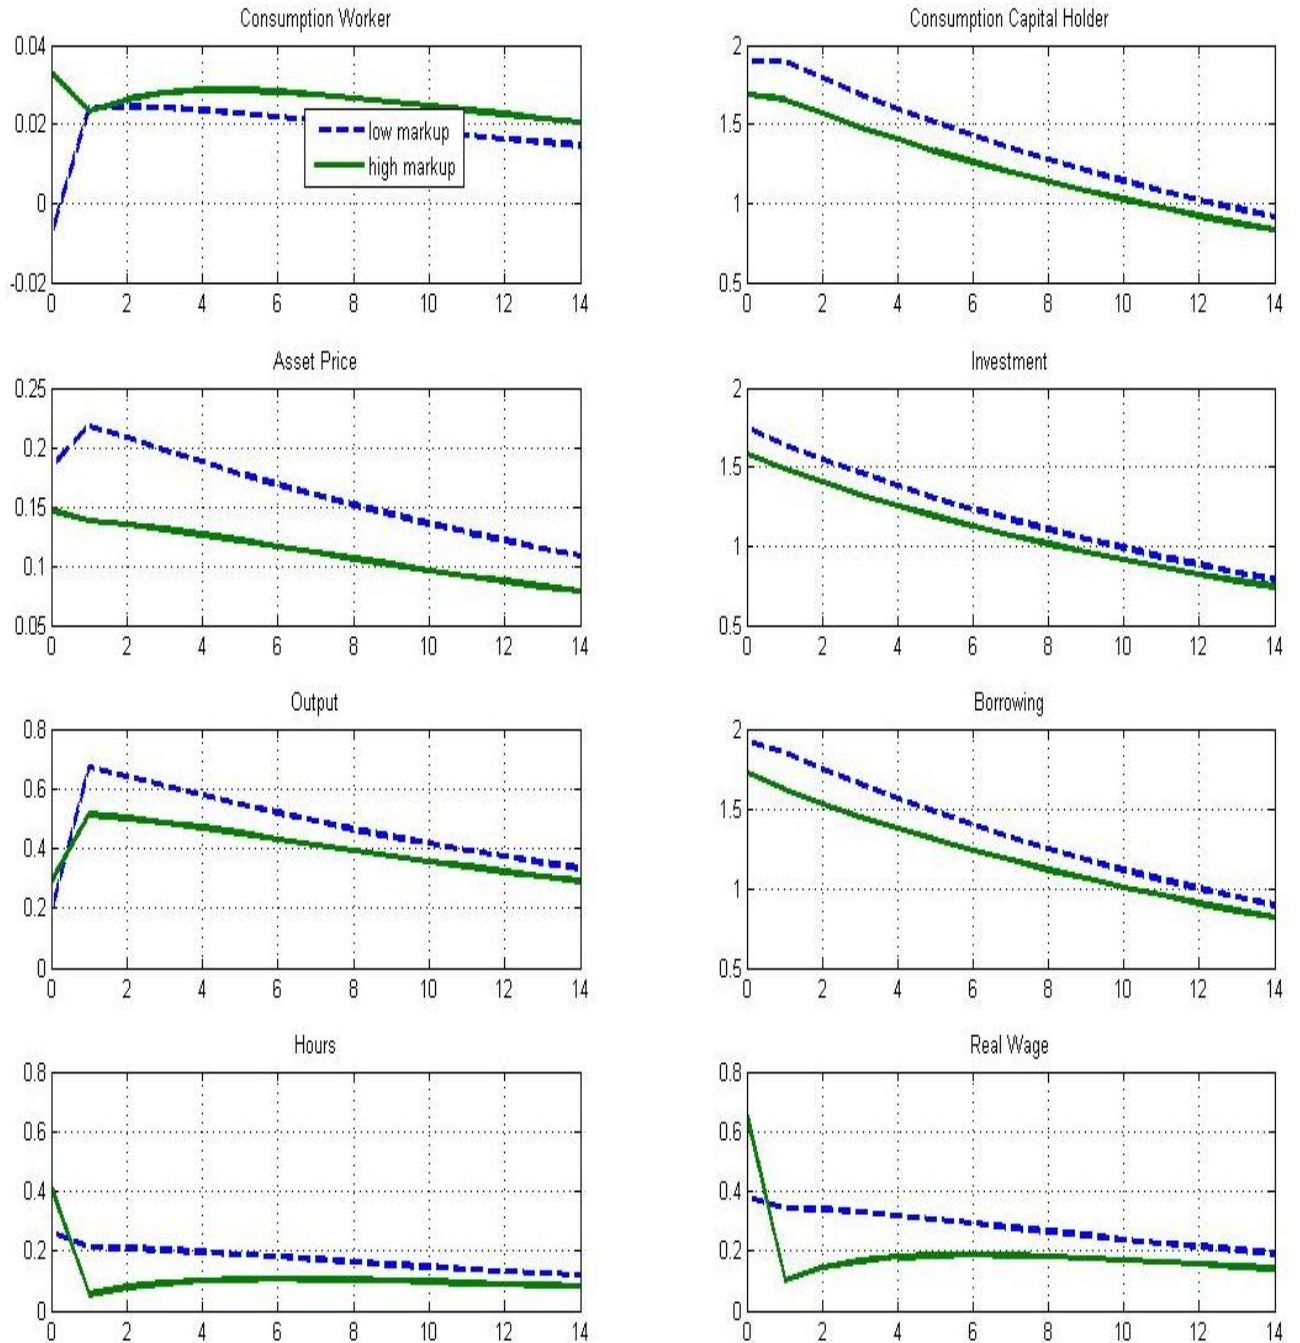 Consumption Worker
0.04
0.02
0
-0.02
0 2 4 6 8 10 12 14
low markup
high markup
Consumption Capital Holder
2
1.5
1
0.5
0 2 4 6 8 10 12 14
Asset Price
0.25
0.2
0.15
0.1
0.05
0 2 4 6 8 10 12 14
Investment
2
1.5
1
0.5
0 2 4 6 8 10 12 14
Output
0.8
0.6
0.4
0.2
0
0 2 4 6 8 10 12 14
Borrowing
2
1.5
1
0.5
0 2 4 6 8 10 12 14
Hours
0.8
0.6
0.4
0.2
0
0 2 4 6 8 10 12 14
Real Wage
0.8
0.6
0.4
0.2
0
0 2 4 6 8 10 12 14